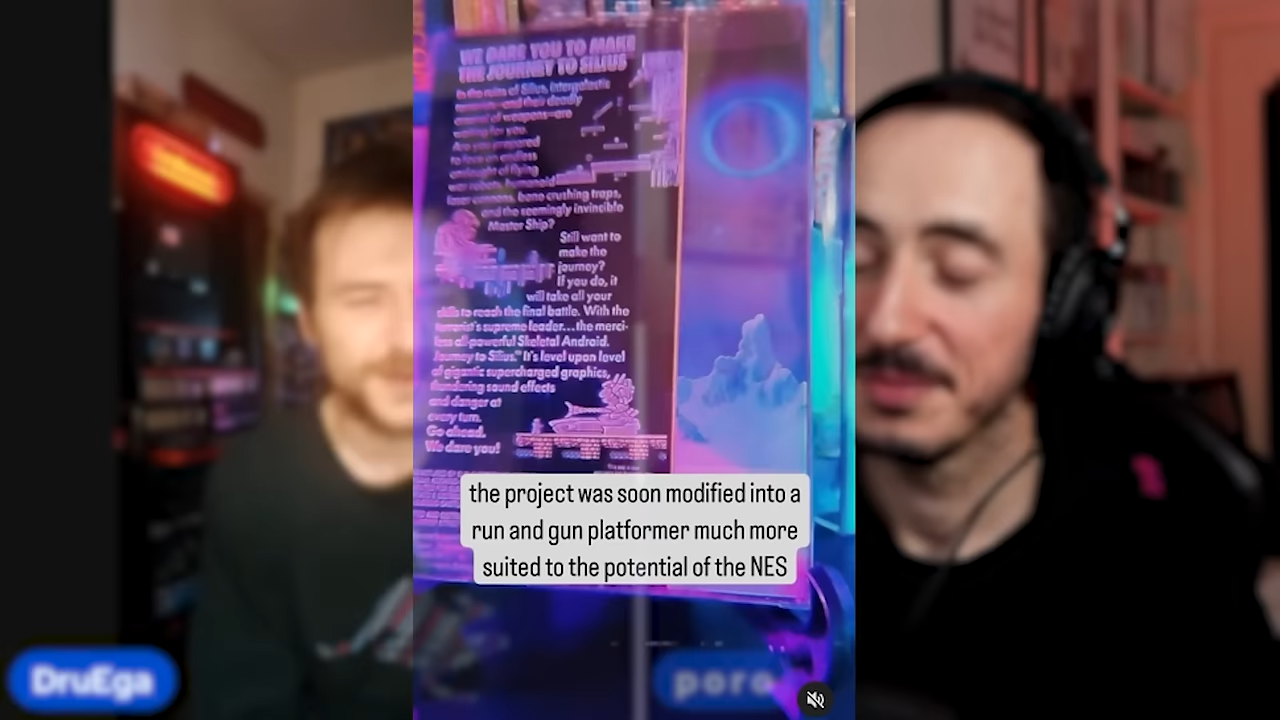 WE DARE YOU TO MAKE
THE JOURNEY TO SILIUS
In the ruins of Silius, intergalactic
and their deadly
of weapons—are
waiting for you.
Are you prepared
to face an endless
of flying
laser cannons, bone crushing traps,
and the seemingly invincible
Master Ship?
Still want to
make the
journey?
If you do, it
will take all your
skills to reach the final battle. With the
terrorist's supreme leader...the merci-
less all-powerful Skeletal Android.
Journey to Silius.™ It's level upon level
of gigantic supercharged graphics,
thundering sound effects
and danger at
every turn.
Go ahead.
We dare you!
the project was soon modified into a
run and gun platformer much more
suited to the potential of the NES
DruEga
poro